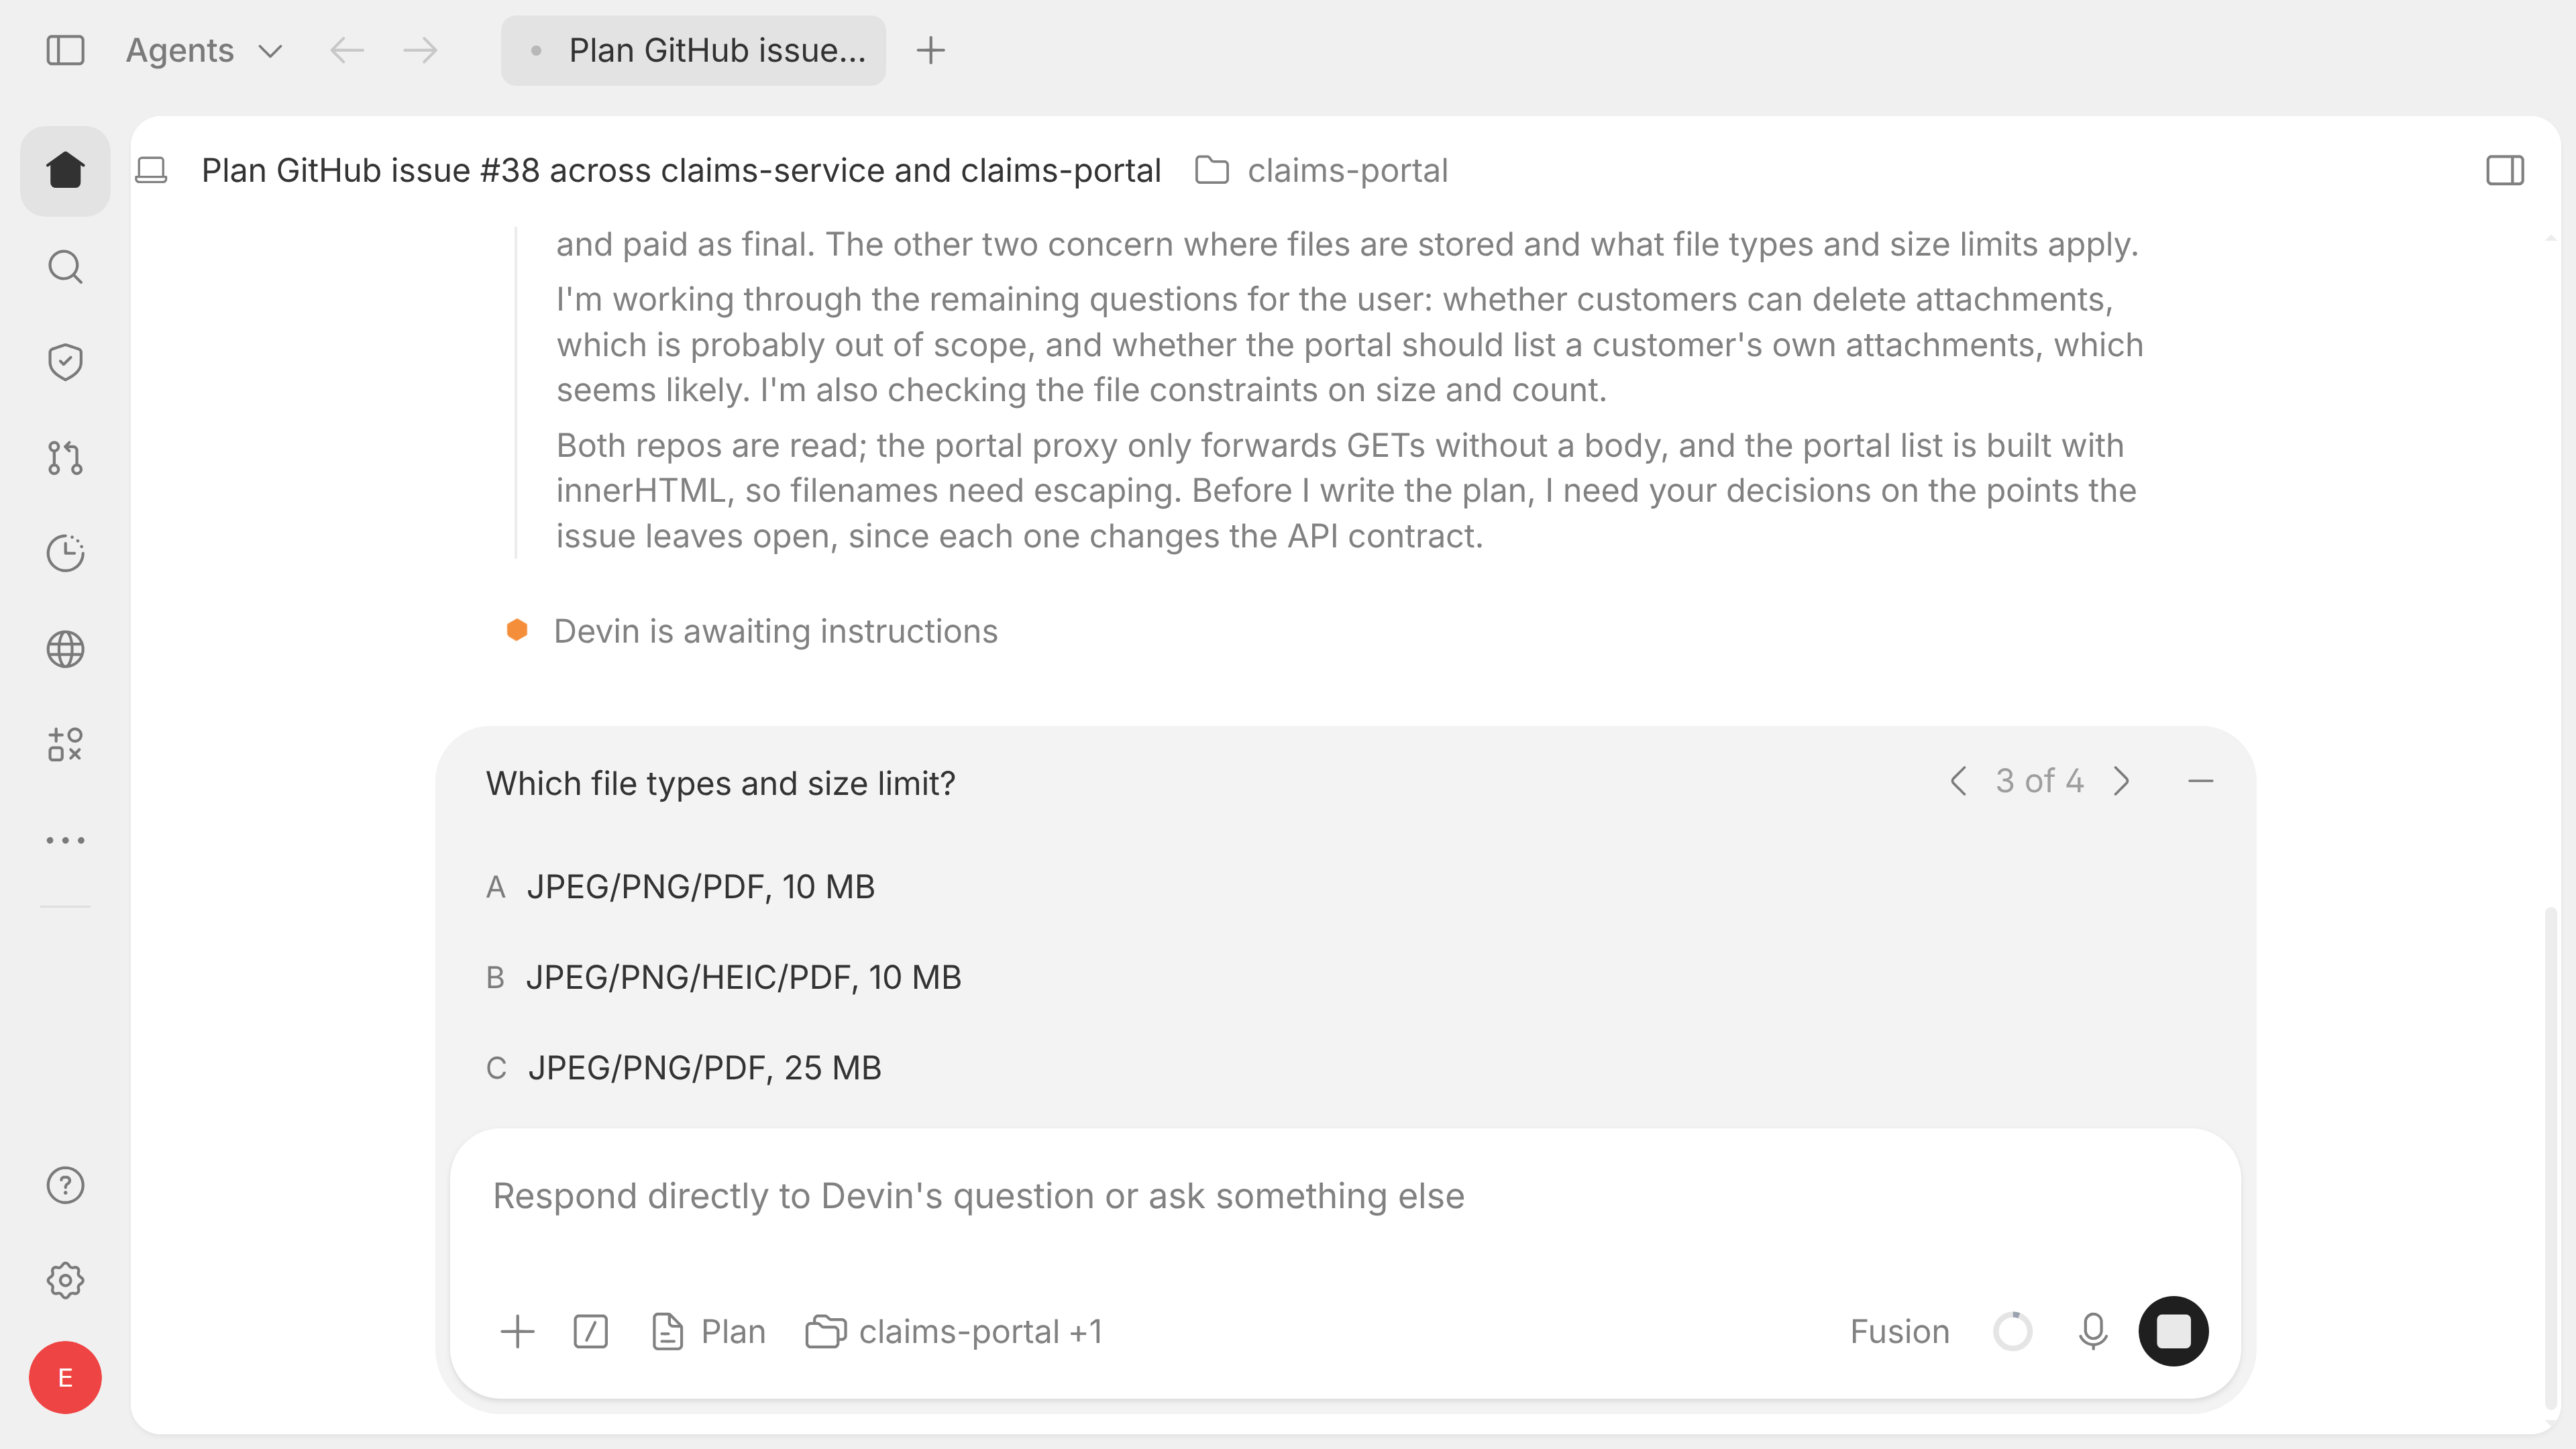 Agents
Plan GitHub issue...
Plan GitHub issue #38 across claims-service and claims-portal
claims-portal
and paid as final. The other two concern where files are stored and what file types and size limits apply.
I'm working through the remaining questions for the user: whether customers can delete attachments,
which is probably out of scope, and whether the portal should list a customer's own attachments, which
seems likely. I'm also checking the file constraints on size and count.
Both repos are read; the portal proxy only forwards GETs without a body, and the portal list is built with
innerHTML, so filenames need escaping. Before I write the plan, I need your decisions on the points the
issue leaves open, since each one changes the API contract.
Devin is awaiting instructions
Which file types and size limit?
3 of 4
A JPEG/PNG/PDF, 10 MB
B JPEG/PNG/HEIC/PDF, 10 MB
C JPEG/PNG/PDF, 25 MB
Respond directly to Devin's question or ask something else
Plan
claims-portal +1
Fusion
E